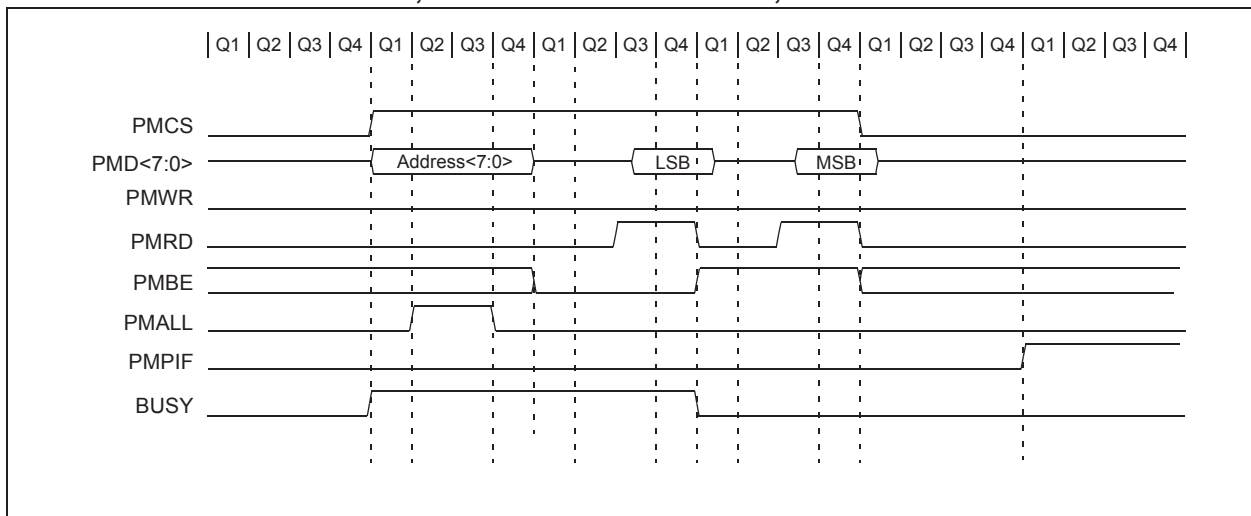 Q1 Q2 Q3 Q4 Q1 Q2 Q3 Q4 Q1 Q2 Q3 Q4 Q1 Q2 Q3 Q4 Q1 Q2 Q3 Q4 Q1 Q2 Q3 Q4
PMCS
PMD<7:0> Address<7:0> LSB MSB
PMWR
PMRD
PMBE
PMALL
PMPIF
BUSY